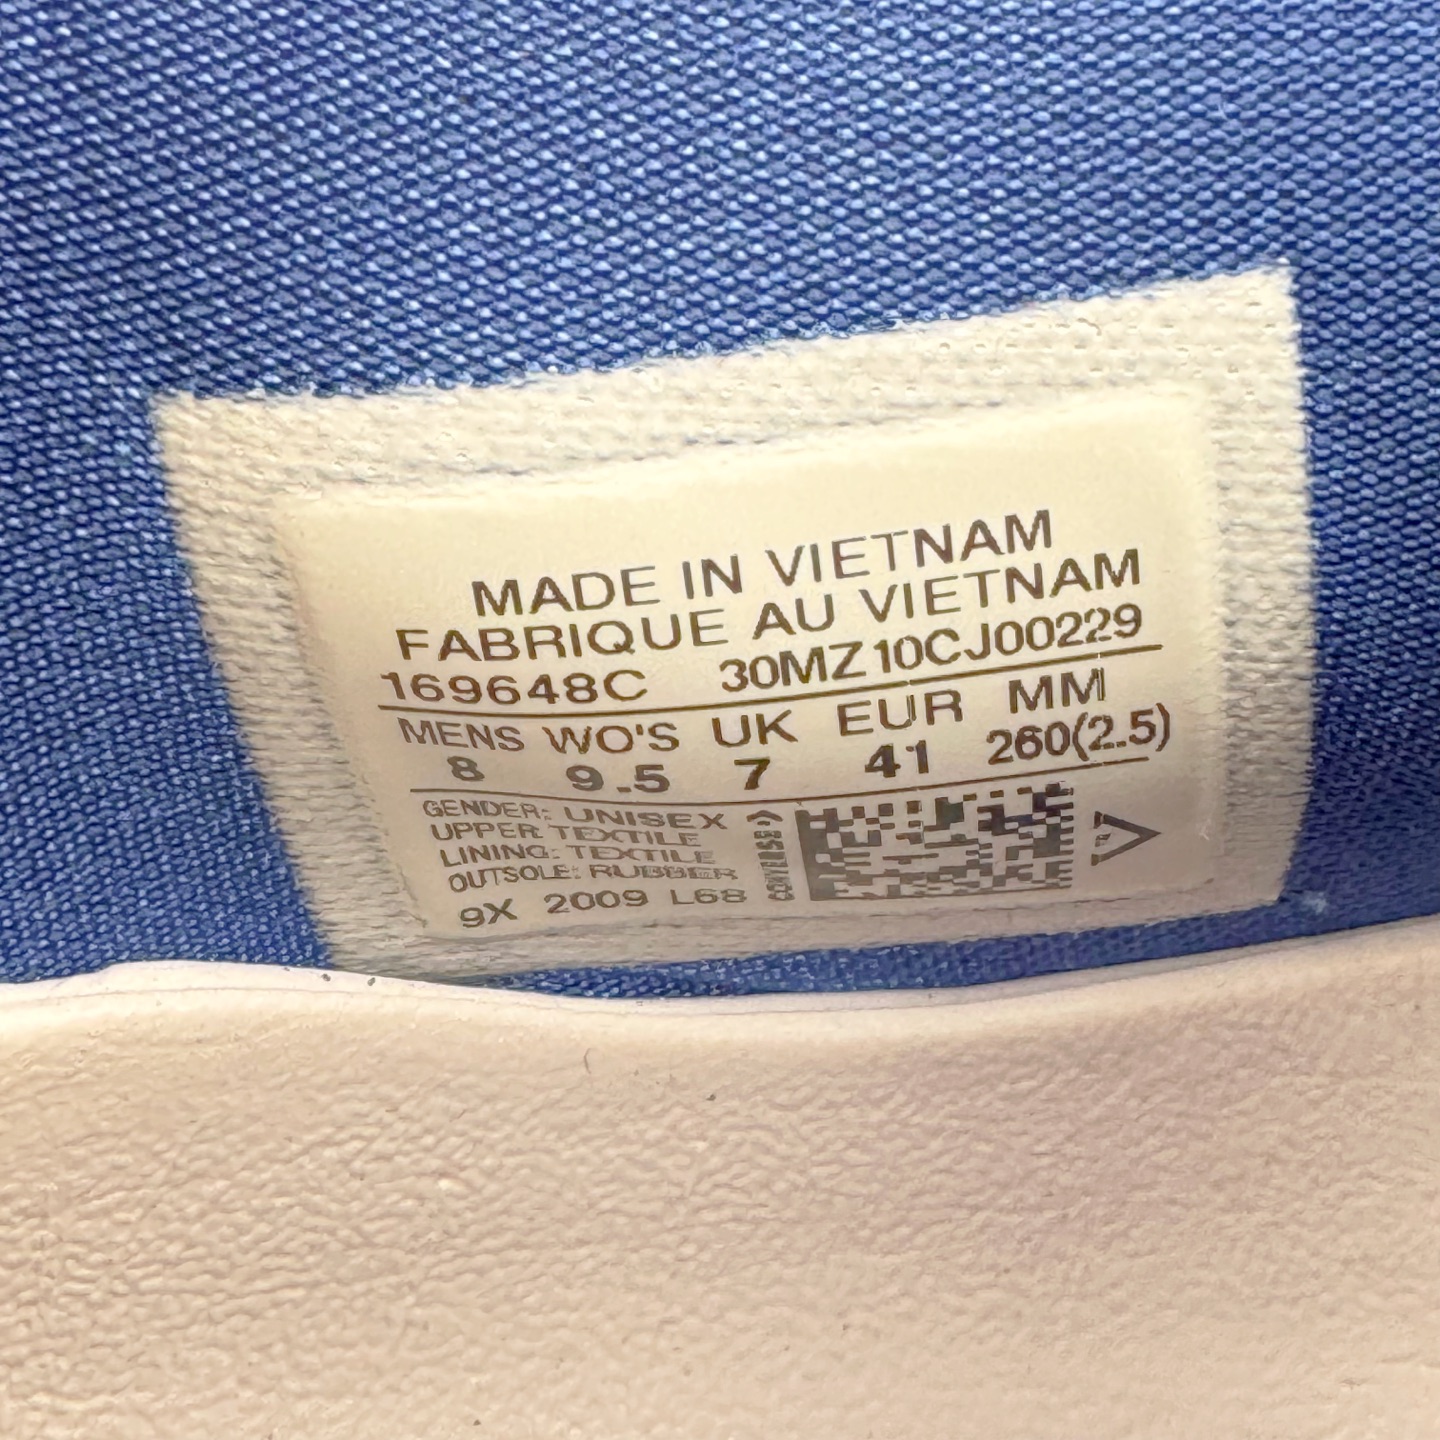 MADE IN VIETNAM
FABRIQUE AU VIETNAM
169648C 30MZ10CJ00229
MENS WO'S UK EUR MM
8 9.5 7 41 260(2.5)
GENDER: UNISEX
UPPER: TEXTILE
LINING: TEXTILE
OUTSOLE: RUBBER
9X 2009 L68
CONVERSE